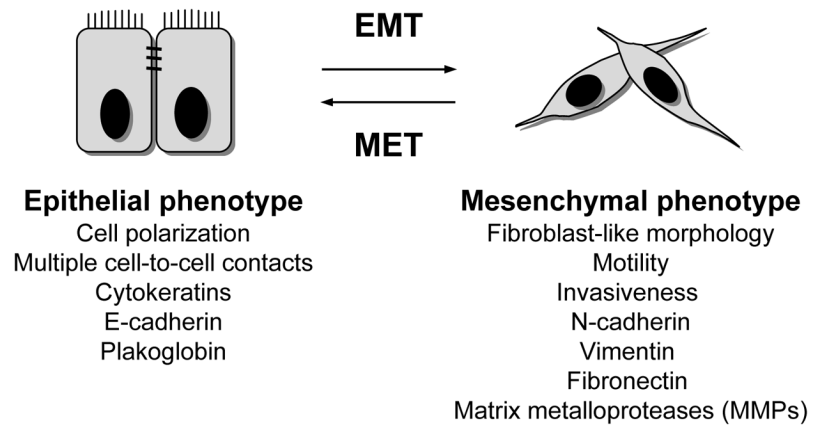 EMT
MET
Epithelial phenotype
Cell polarization
Multiple cell-to-cell contacts
Cytokeratins
E-cadherin
Plakoglobin
Mesenchymal phenotype
Fibroblast-like morphology
Motility
Invasiveness
N-cadherin
Vimentin
Fibronectin
Matrix metalloproteases (MMPs)